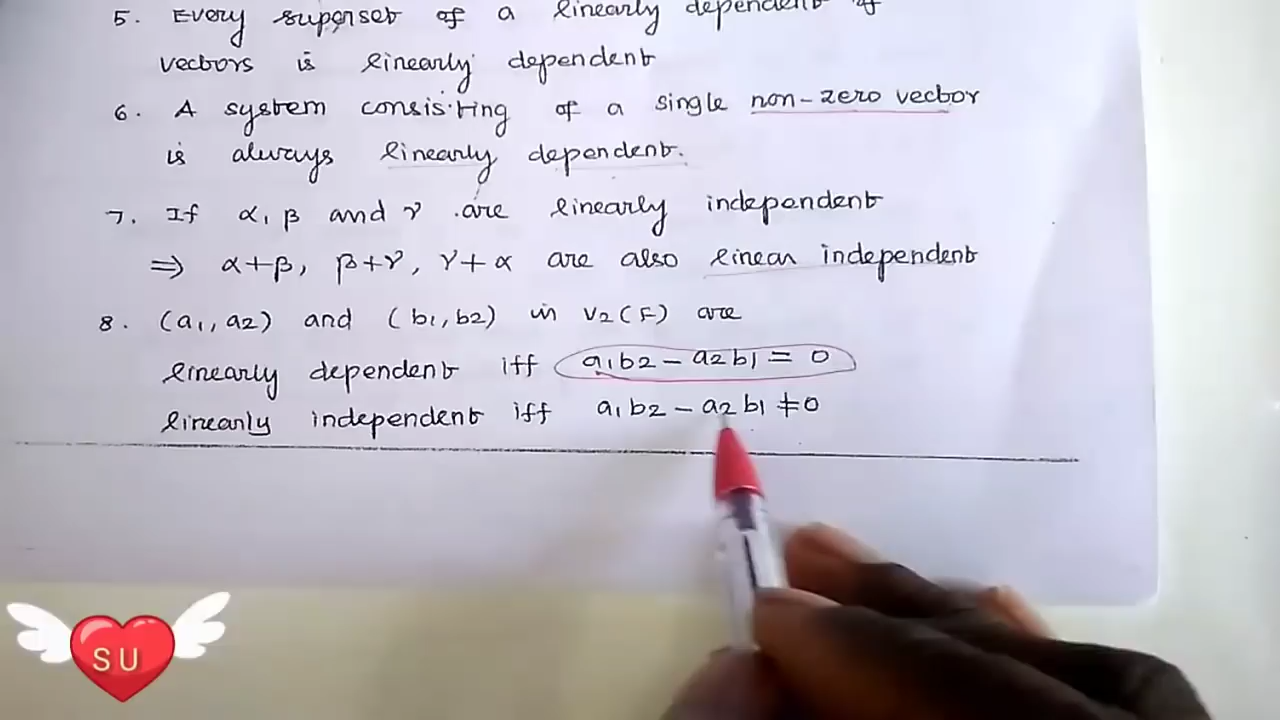 5. Every superset of a linearly dependent
vectors is linearly dependent
6. A system consisting of a single non-zero vector
is always linearly dependent.
7. If α, β and γ are linearly independent
⇒ α+β, β+γ, γ+α are also linear independent
8. (a1, a2) and (b1, b2) in V2(F) are
linearly dependent iff a1b2 - a2b1 = 0
linearly independent iff a1b2 - a2b1 ≠ 0
SU